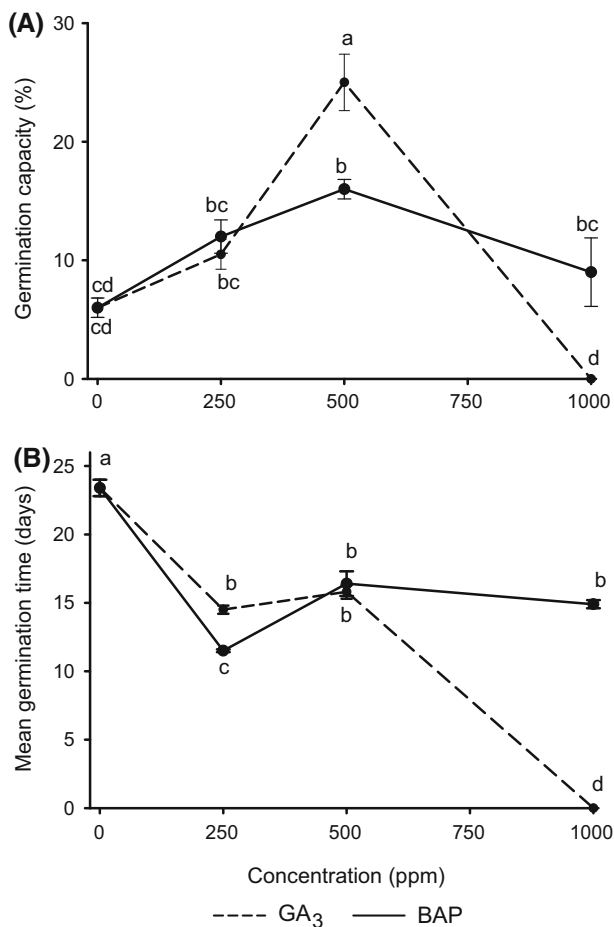 (A)
Germination capacity (%)
30
20
10
0
a
b
bc
bc
bc
cd
cd
d
0 250 500 750 1000
(B)
Mean germination time (days)
25
20
15
10
5
0
a
b
b
b
b
c
d
0 250 500 750 1000
Concentration (ppm)
GA₃ BAP